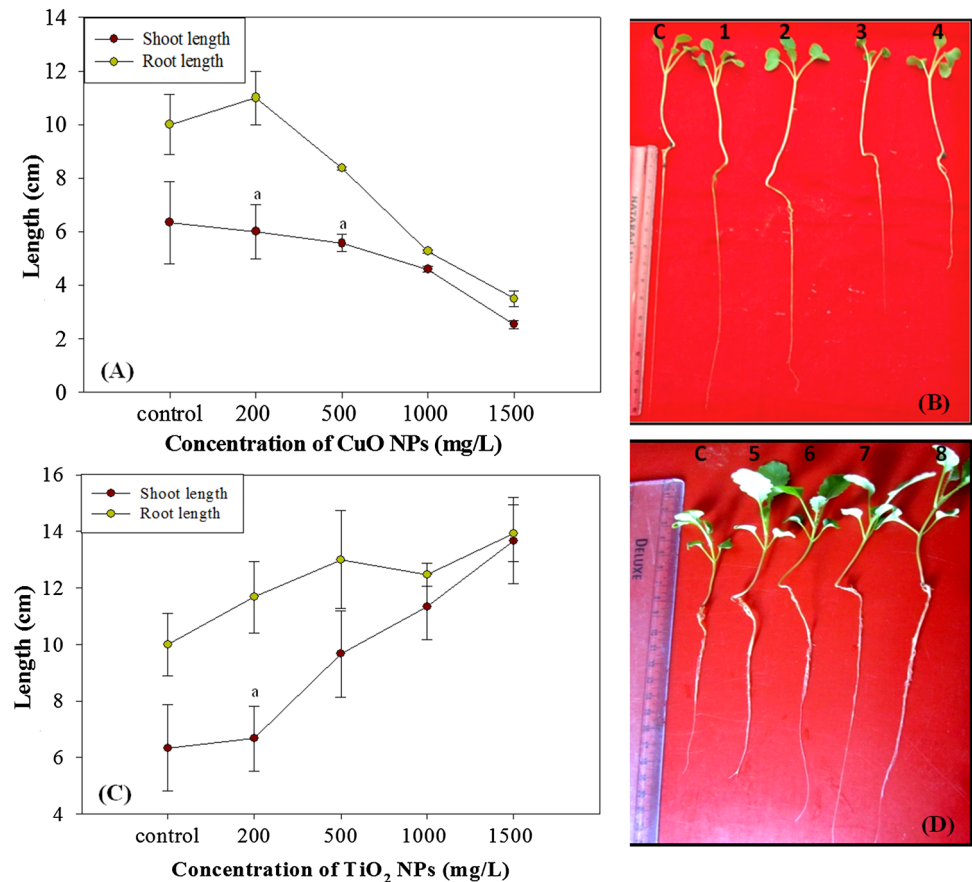 14
12
10
8
6
4
2
0
Length (cm)
Shoot length
Root length
a
a
(A)
control 200 500 1000 1500
Concentration of CuO NPs (mg/L)
C 1 2 3 4
(B)
16
14
12
10
8
6
4
Length (cm)
Shoot length
Root length
a
(C)
control 200 500 1000 1500
Concentration of TiO₂ NPs (mg/L)
C 5 6 7 8
DELUXE
(D)